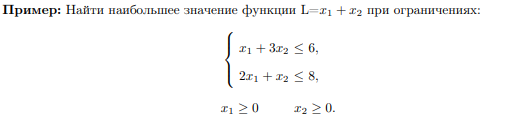 Пример: Найти наибольшее значение функции L=x₁ + x₂ при ограничениях:
x₁ + 3x₂ ≤ 6,
2x₁ + x₂ ≤ 8,
x₁ ≥ 0 x₂ ≥ 0.